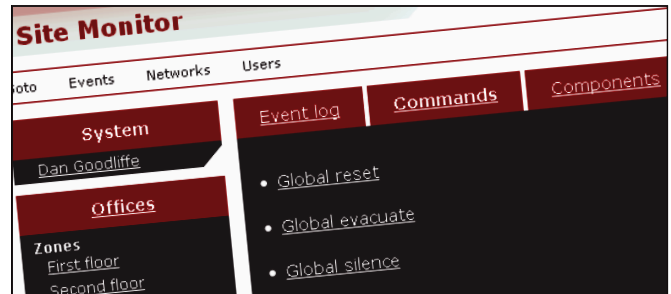 Site Monitor
Events Networks Users
System
Dan Goodliffe
Offices
Zones
First floor
Second floor
Event log Commands Components
Global reset
Global evacuate
Global silence